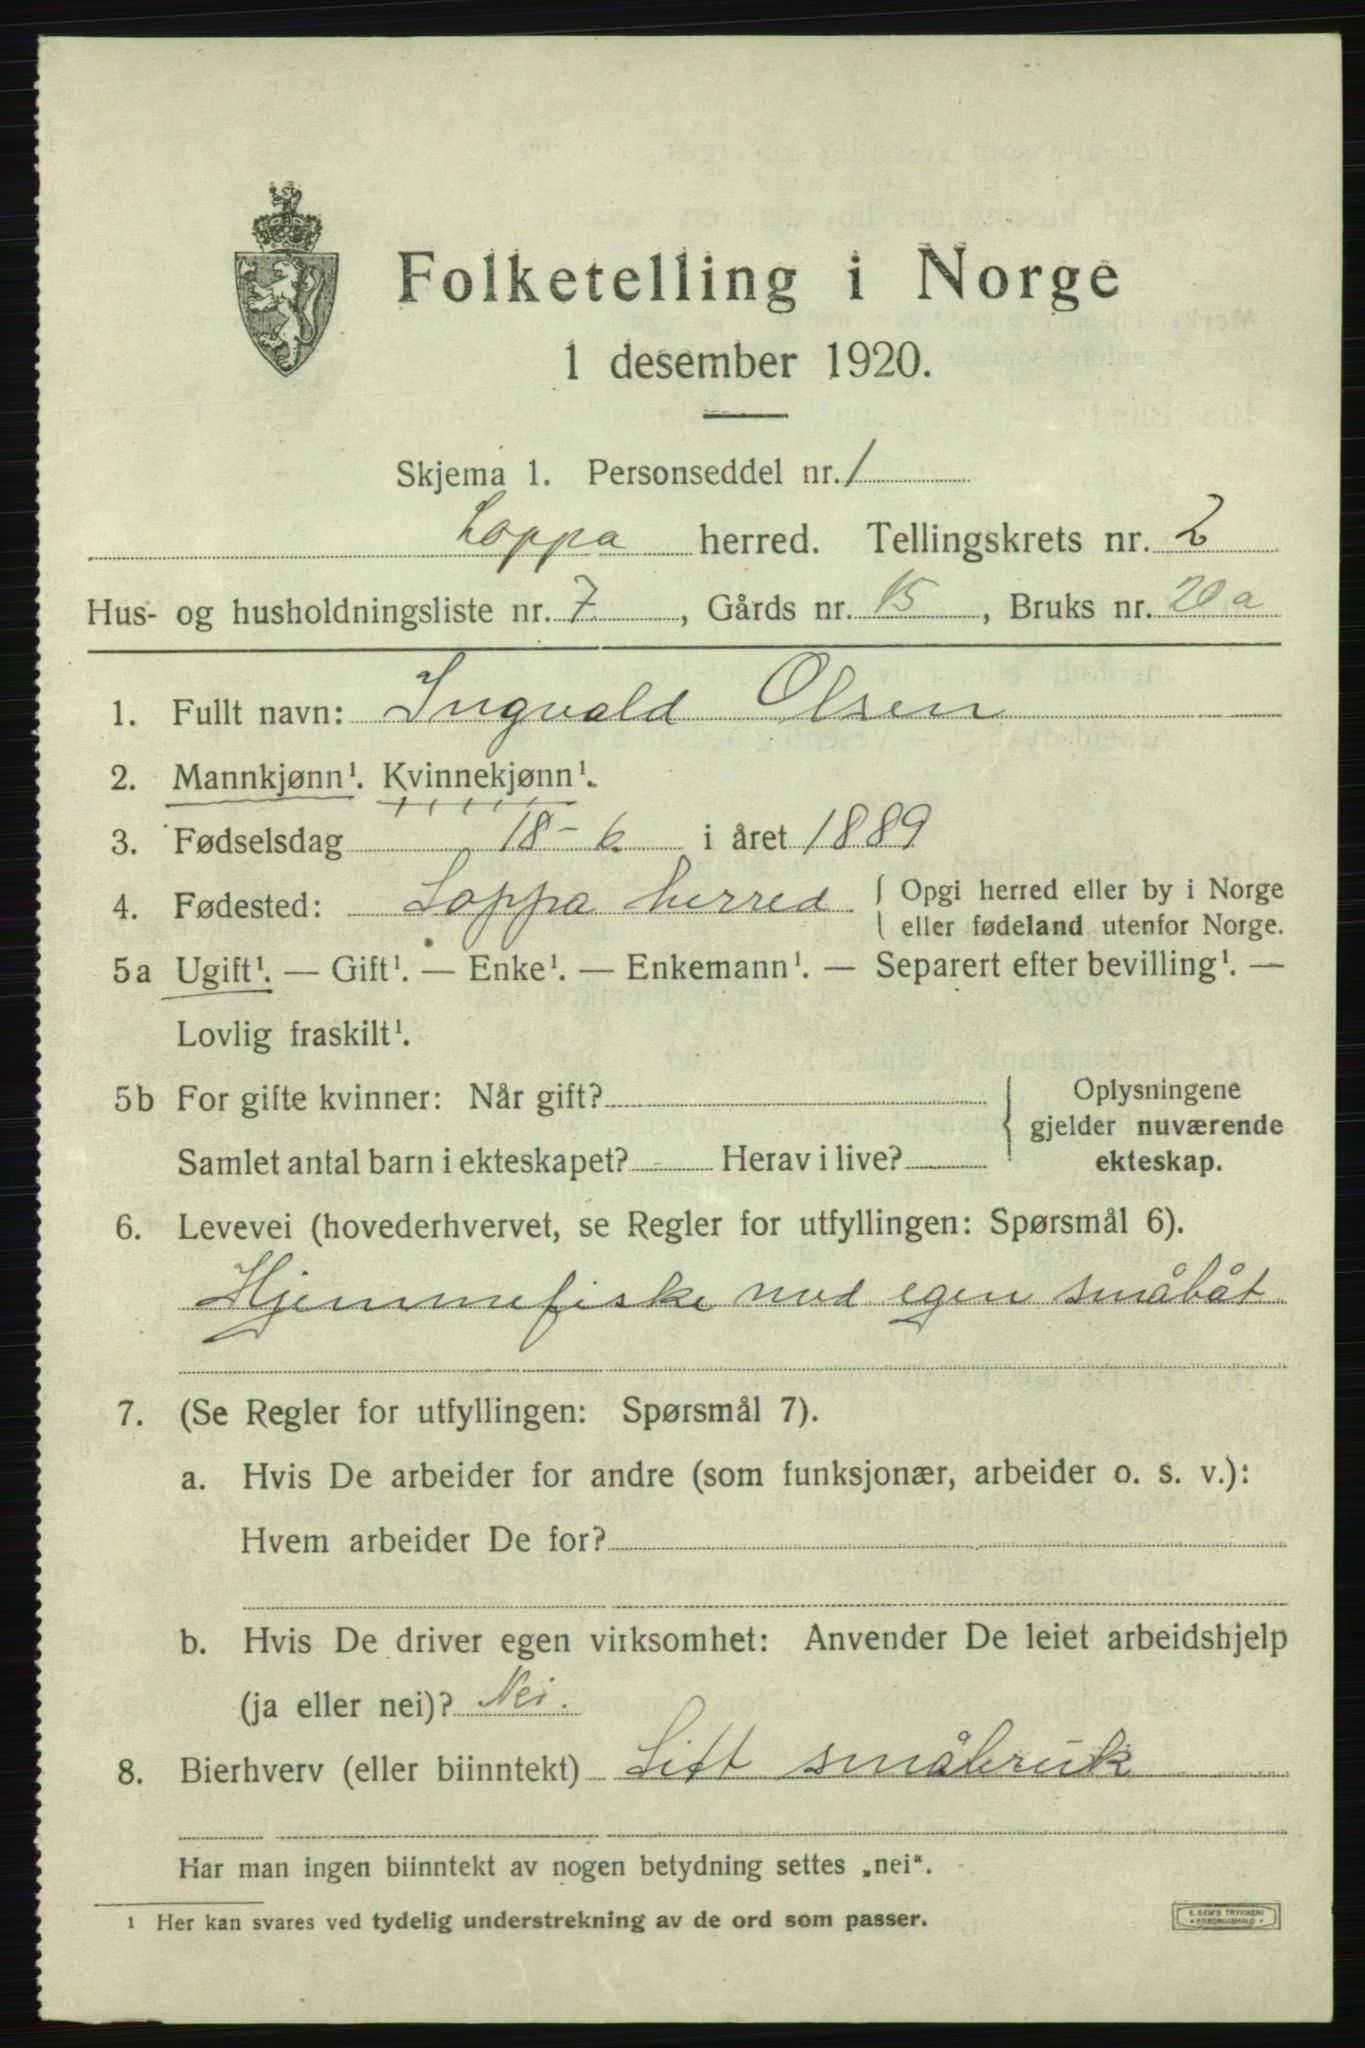 Folketelling i Norge
1 desember 1920.
Skjema 1. Personseddel nr. 1
Loppa herred. Tellingskrets nr. 2
Hus- og husholdningsliste nr. 7, Gårds nr. 15, Bruks nr. 20a
1. Fullt navn: Ingvald Olsen
2. Mannkjønn¹. Kvinnekjønn¹.
3. Fødselsdag 18-6 i året 1889
4. Fødested: Loppa herred { Opgi herred eller by i Norge
eller fødeland utenfor Norge.
5a Ugift¹. — Gift¹. — Enke¹. — Enkemann¹. — Separert efter bevilling¹. —
Lovlig fraskilt¹.
5b For gifte kvinner: Når gift?
Samlet antal barn i ekteskapet? Herav i live?
Oplysningene
gjelder nuværende
ekteskap.
6. Levevei (hovederhvervet, se Regler for utfyllingen: Spørsmål 6).
Hjemmefiske med egen småbåt
7. (Se Regler for utfyllingen: Spørsmål 7).
a. Hvis De arbeider for andre (som funksjonær, arbeider o. s. v.):
Hvem arbeider De for?
b. Hvis De driver egen virksomhet: Anvender De leiet arbeidshjelp
(ja eller nei)? Nei.
8. Bierhverv (eller biinntekt) Litt småbruk
Har man ingen biinntekt av nogen betydning settes „nei“.
¹ Her kan svares ved tydelig understrekning av de ord som passer.
E. SEM'S TRYKKERI
• FREDRIKSHALD •